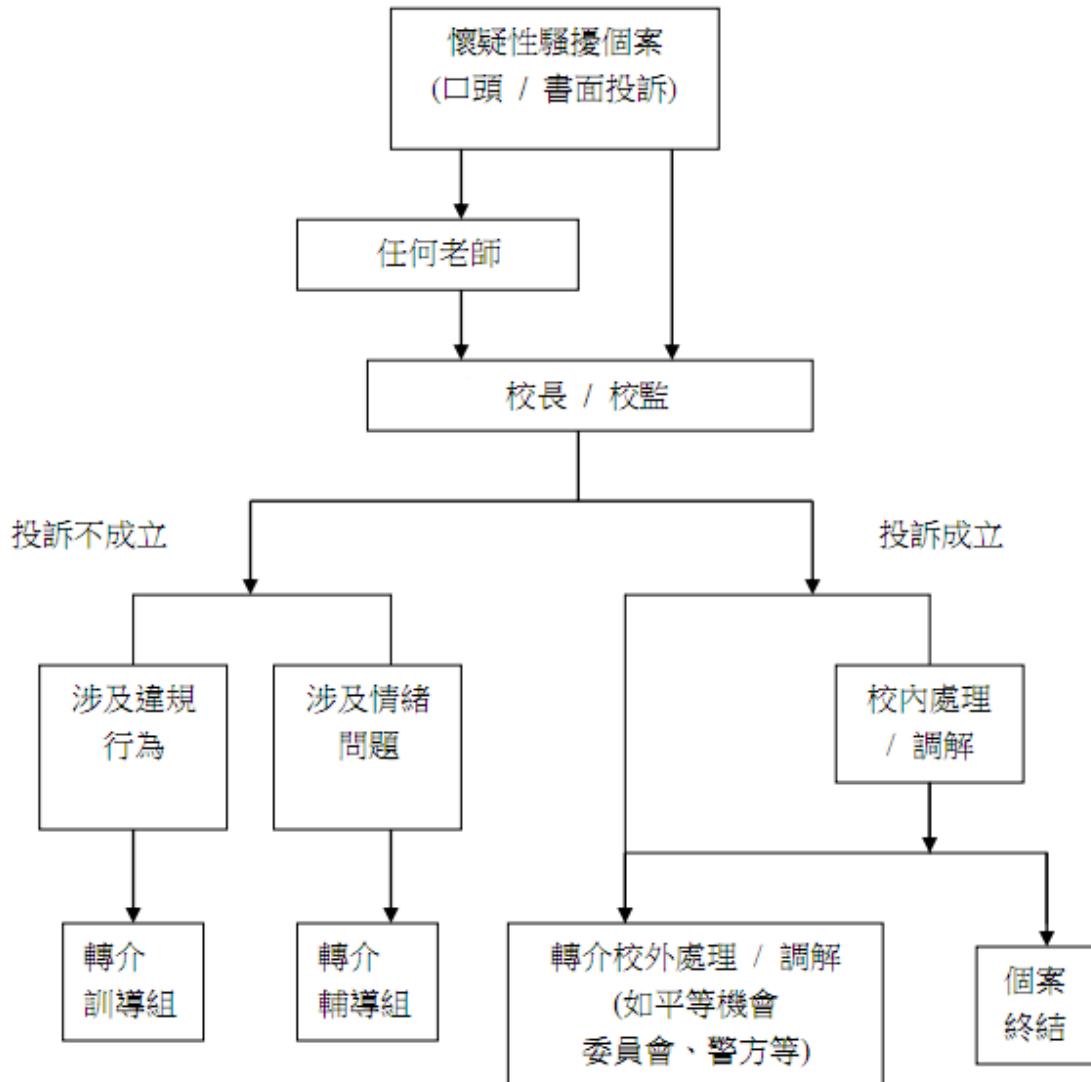 懷疑性騷擾個案
(口頭 / 書面投訴)
任何老師
校長 / 校監
投訴不成立
投訴成立
涉及違規
行為
涉及情緒
問題
校內處理
/ 調解
轉介
訓導組
轉介
輔導組
轉介校外處理 / 調解
(如平等機會
委員會、警方等)
個案
終結